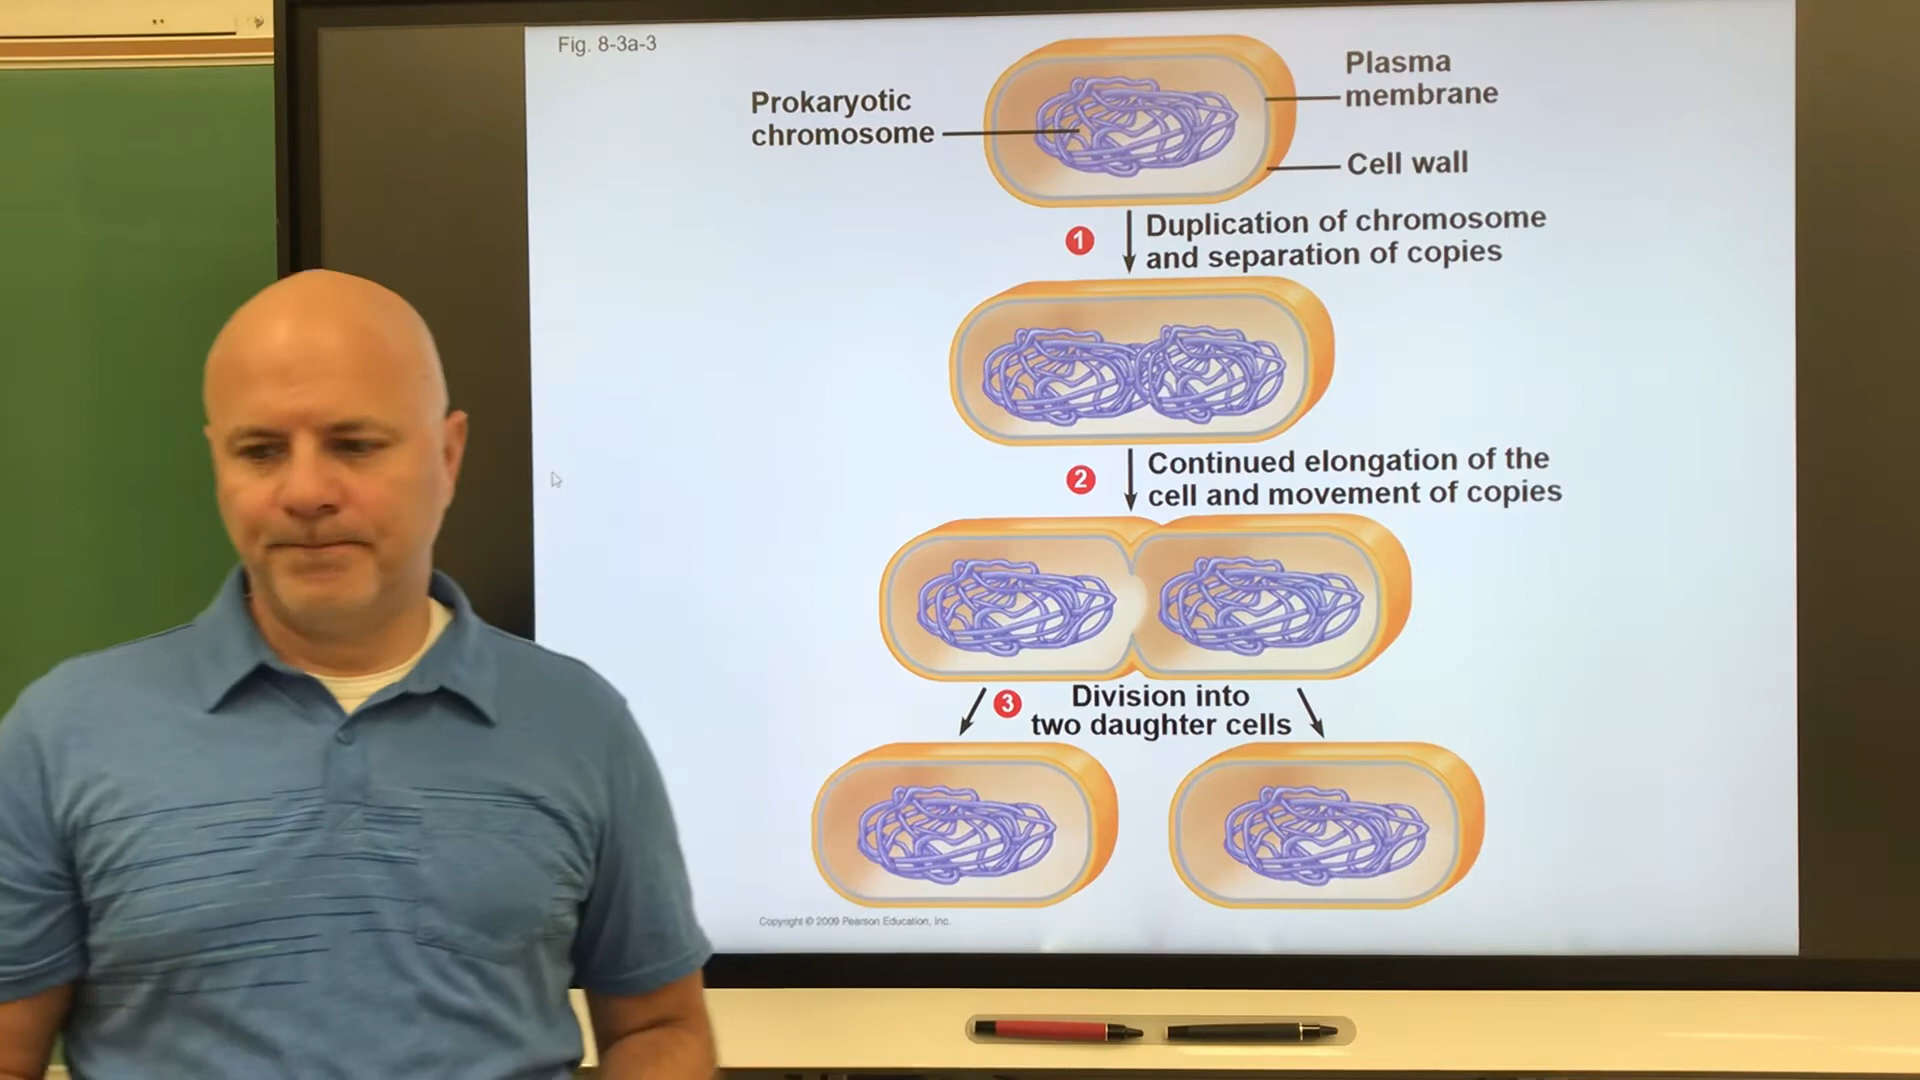 Fig. 8-3a-3
Prokaryotic
chromosome
Plasma
membrane
Cell wall
1
Duplication of chromosome
and separation of copies
2
Continued elongation of the
cell and movement of copies
3
Division into
two daughter cells
Copyright © 2009 Pearson Education, Inc.